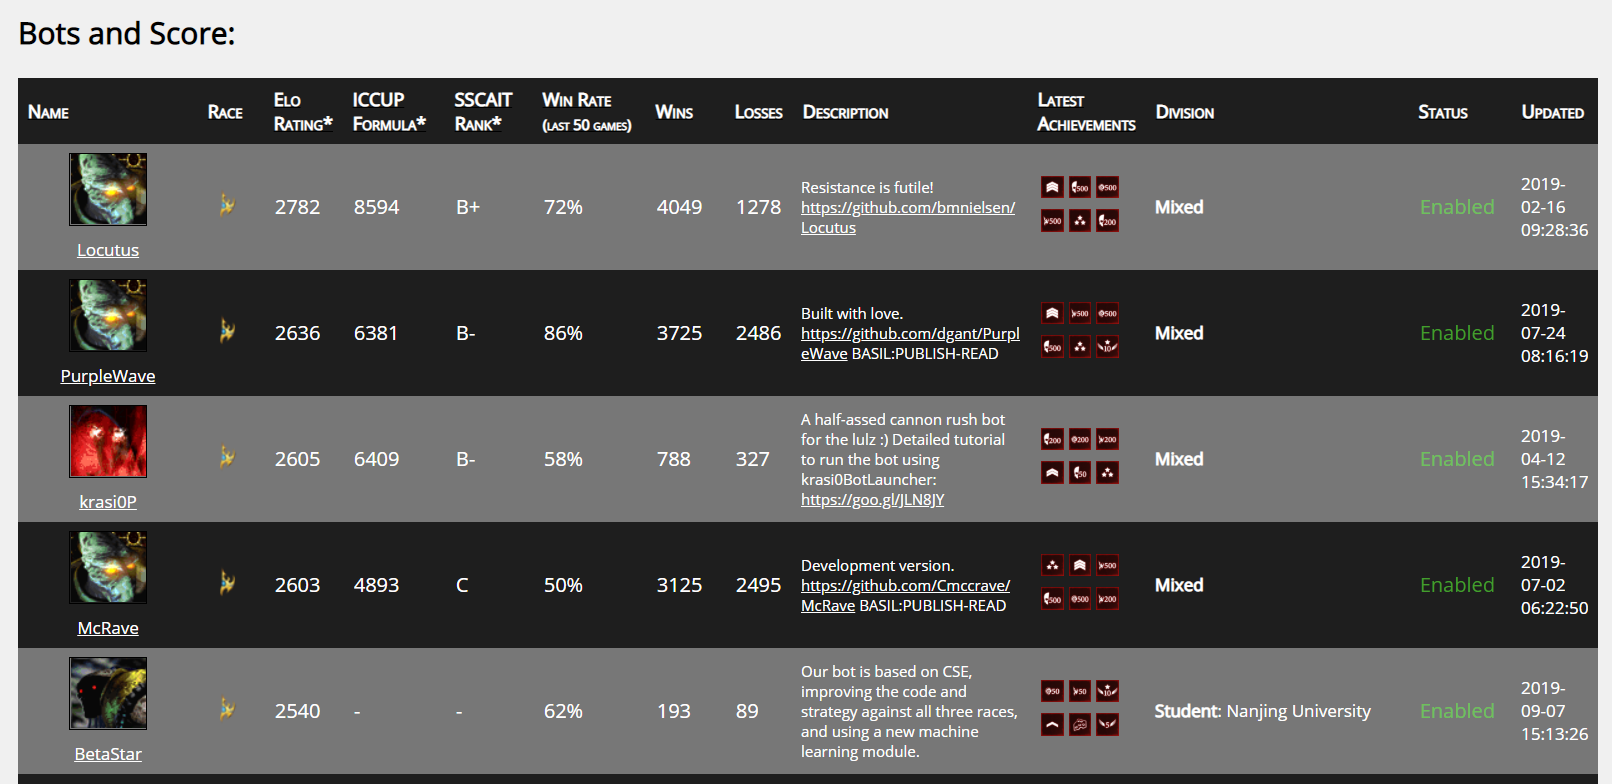 Bots and Score:
Name Race Elo Rating* ICCUP Formula* SSCAIT Rank* Win Rate (last 50 games) Wins Losses Description Latest Achievements Division Status Updated
Locutus
2782 8594 B+ 72% 4049 1278
Resistance is futile!
https://github.com/bmnielsen/
Locutus
500 500
500 200
Mixed
Enabled
2019-
02-16
09:28:36
PurpleWave
2636 6381 B- 86% 3725 2486
Built with love.
https://github.com/dgant/Purpl
eWave BASIL:PUBLISH-READ
500 500
500 10
Mixed
Enabled
2019-
07-24
08:16:19
krasi0P
2605 6409 B- 58% 788 327
A half-assed cannon rush bot
for the lulz :) Detailed tutorial
to run the bot using
krasi0BotLauncher:
https://goo.gl/JLN8JY
200 200 200
50
Mixed
Enabled
2019-
04-12
15:34:17
McRave
2603 4893 C 50% 3125 2495
Development version.
https://github.com/Cmccrave/
McRave BASIL:PUBLISH-READ
500
500 500 200
Mixed
Enabled
2019-
07-02
06:22:50
BetaStar
2540 - - 62% 193 89
Our bot is based on CSE,
improving the code and
strategy against all three races,
and using a new machine
learning module.
50 50 10
5
Student: Nanjing University
Enabled
2019-
09-07
15:13:26